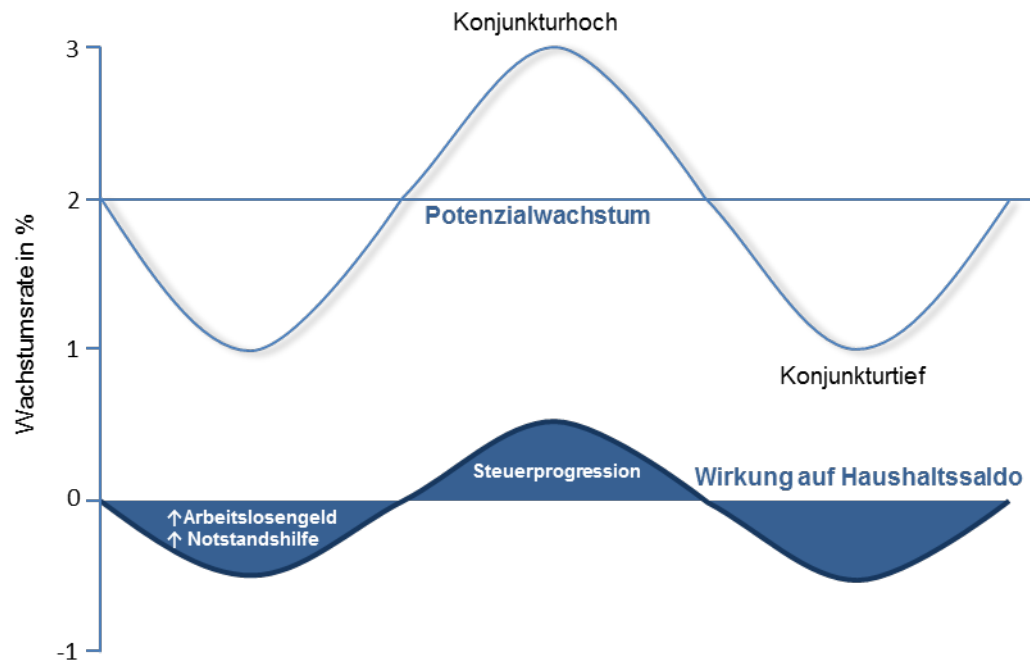 Konjunkturhoch
3
2
Potenzialwachstum
Wachstumsrate in %
1
Konjunkturtief
Steuerprogression
Wirkung auf Haushaltssaldo
0
↑Arbeitslosengeld
↑ Notstandshilfe
-1